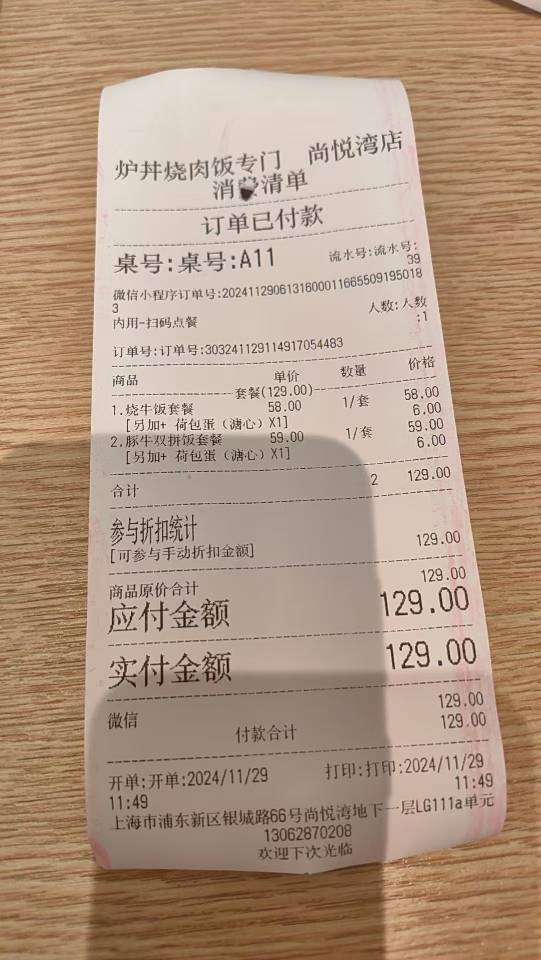 炉丼烧肉饭专门 尚悦湾店
消费清单
订单已付款
桌号:桌号:A11 流水号:流水号:
39
微信小程序订单号:2024112906131600011665509195018
3
内用-扫码点餐 人数:人数
:1
订单号:订单号:303241129114917054483
商品 单价 数量 价格
套餐(129.00)
1.烧牛饭套餐 58.00 1/套 58.00
[另加+ 荷包蛋（溏心）X1] 6.00
2.豚牛双拼饭套餐 59.00 1/套 59.00
[另加+ 荷包蛋（溏心）X1] 6.00
合计 2 129.00
参与折扣统计
[可参与手动折扣金额] 129.00
商品原价合计 129.00
应付金额 129.00
实付金额 129.00
微信 129.00
付款合计 129.00
开单:开单:2024/11/29 打印:打印:2024/11/29
11:49 11:49
上海市浦东新区银城路66号尚悦湾地下一层LG111a单元
13062870208
欢迎下次光临